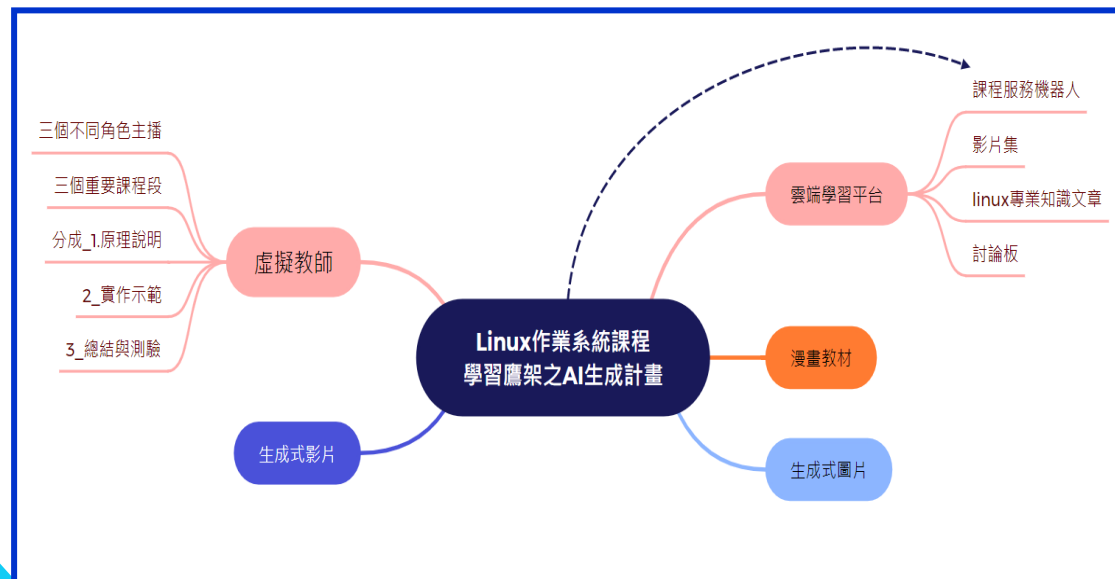 三個不同角色主播
三個重要課程段
分成_1.原理說明
2_實作示範
3_總結與測驗
虛擬教師
生成式影片
Linux作業系統課程
學習鷹架之AI生成計畫
雲端學習平台
課程服務機器人
影片集
linux專業知識文章
討論板
漫畫教材
生成式圖片